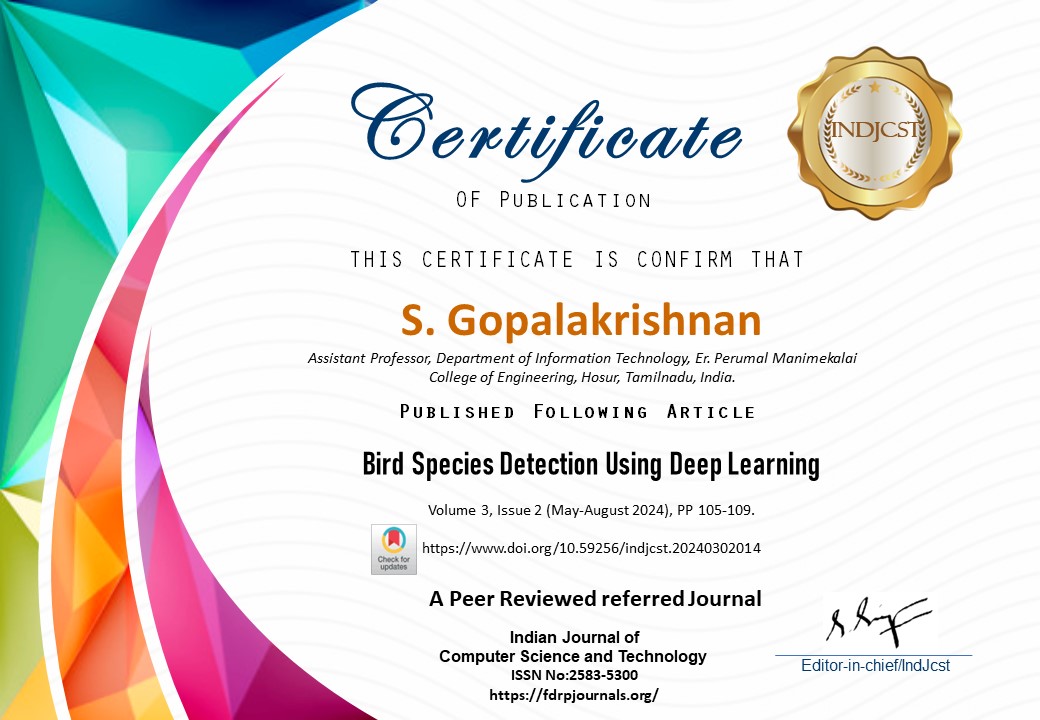 Certificate
OF PUBLICATION
INDJCST
THIS CERTIFICATE IS CONFIRM THAT
S. Gopalakrishnan
Assistant Professor, Department of Information Technology, Er. Perumal Manimekalai
College of Engineering, Hosur, Tamilnadu, India.
PUBLISHED FOLLOWING ARTICLE
Bird Species Detection Using Deep Learning
Volume 3, Issue 2 (May-August 2024), PP 105-109.
Check for
updates
https://www.doi.org/10.59256/indjcst.20240302014
A Peer Reviewed referred Journal
Indian Journal of
Computer Science and Technology
ISSN No:2583-5300
https://fdrpjournals.org/
Editor-in-chief/IndJcst